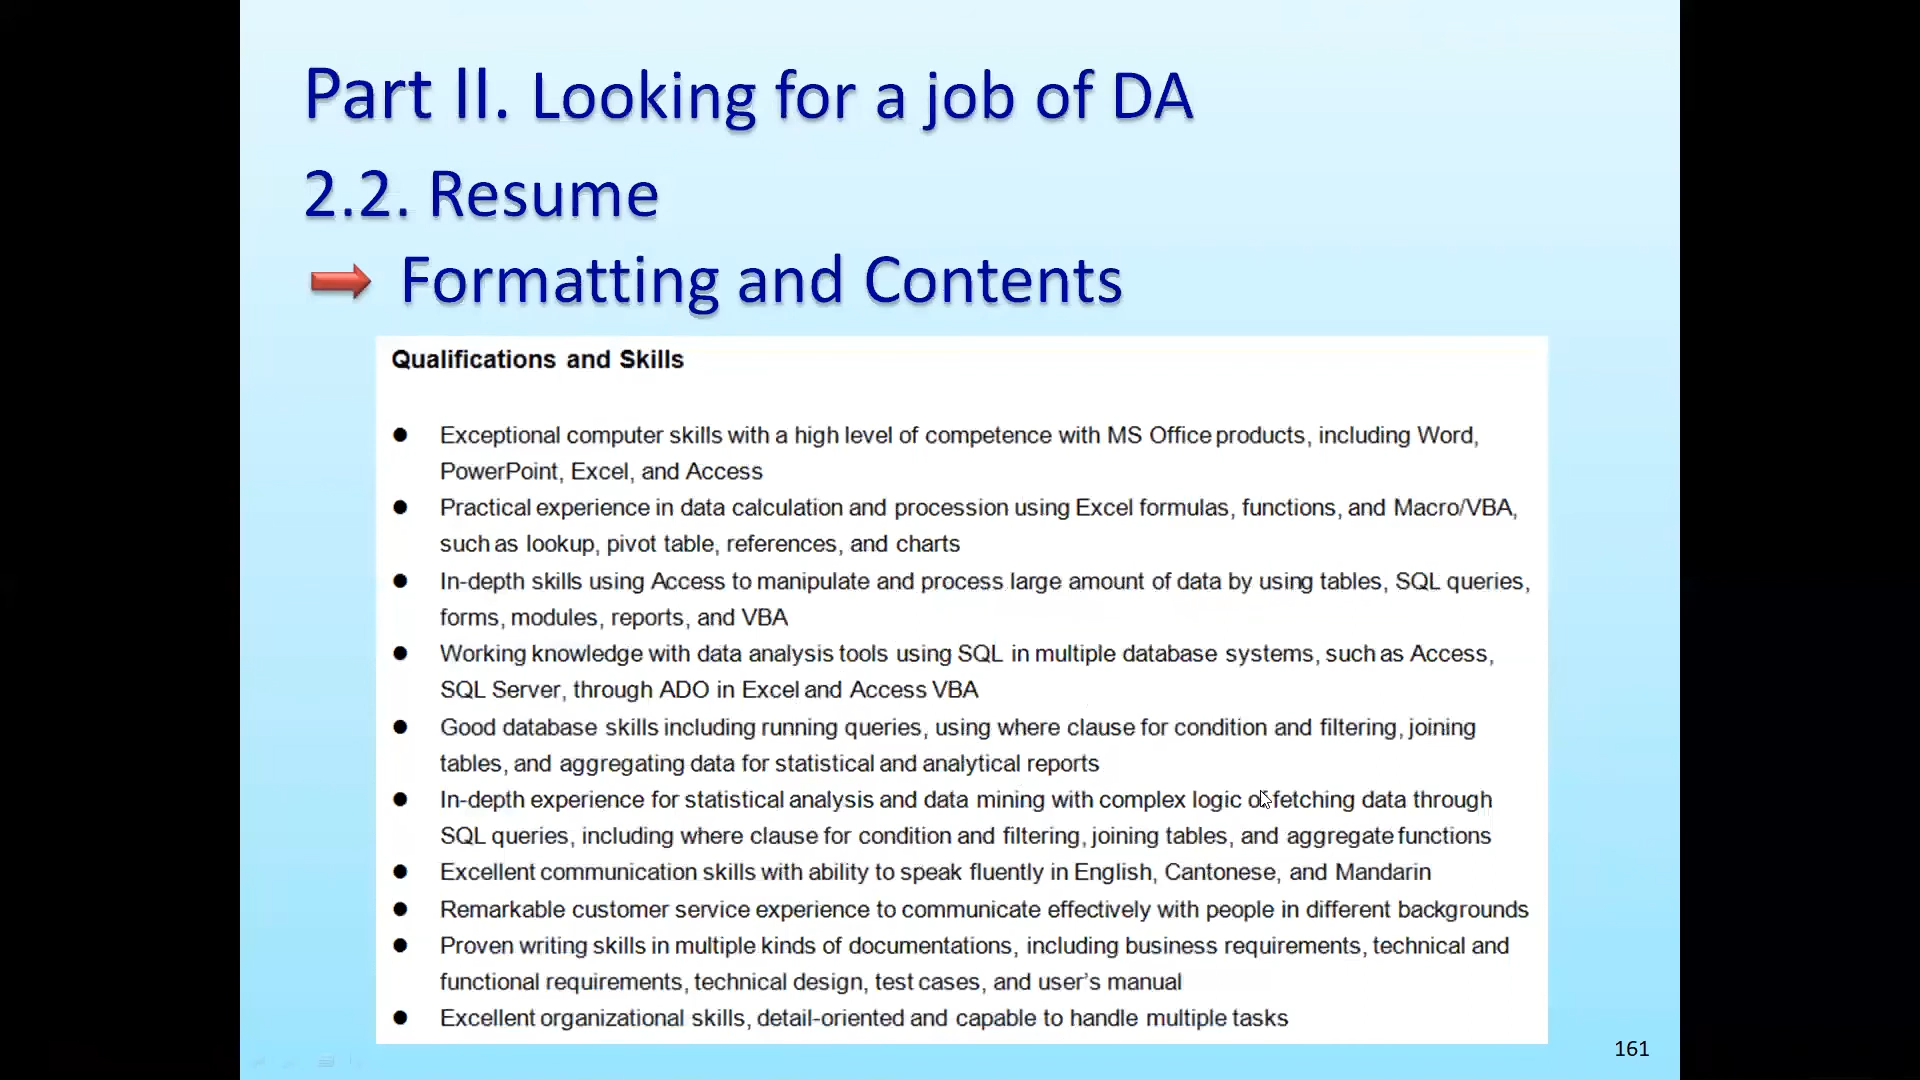 Part II. Looking for a job of DA
2.2. Resume
Formatting and Contents
Qualifications and Skills
● Exceptional computer skills with a high level of competence with MS Office products, including Word,
PowerPoint, Excel, and Access
● Practical experience in data calculation and procession using Excel formulas, functions, and Macro/VBA,
such as lookup, pivot table, references, and charts
● In-depth skills using Access to manipulate and process large amount of data by using tables, SQL queries,
forms, modules, reports, and VBA
● Working knowledge with data analysis tools using SQL in multiple database systems, such as Access,
SQL Server, through ADO in Excel and Access VBA
● Good database skills including running queries, using where clause for condition and filtering, joining
tables, and aggregating data for statistical and analytical reports
● In-depth experience for statistical analysis and data mining with complex logic of fetching data through
SQL queries, including where clause for condition and filtering, joining tables, and aggregate functions
● Excellent communication skills with ability to speak fluently in English, Cantonese, and Mandarin
● Remarkable customer service experience to communicate effectively with people in different backgrounds
● Proven writing skills in multiple kinds of documentations, including business requirements, technical and
functional requirements, technical design, test cases, and user’s manual
● Excellent organizational skills, detail-oriented and capable to handle multiple tasks
161